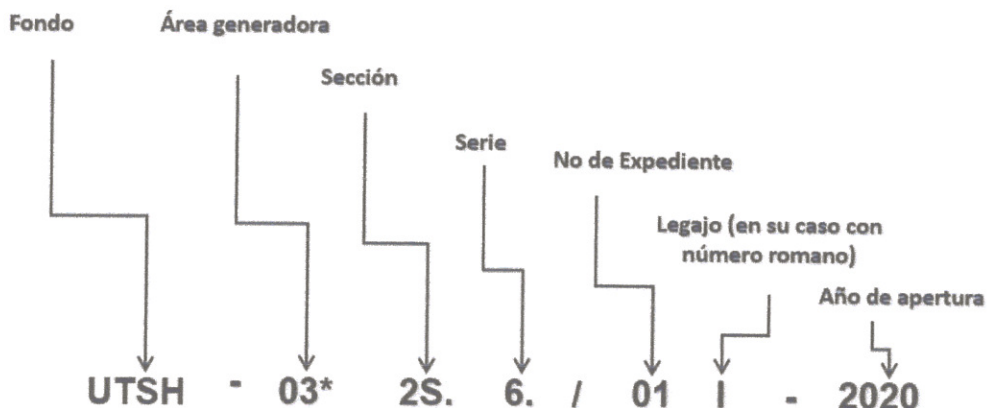 Fondo
Área generadora
Sección
Serie
No de Expediente
Legajo (en su caso con
número romano)
Año de apertura
UTSH - 03* 2S. 6. / 01 I - 2020